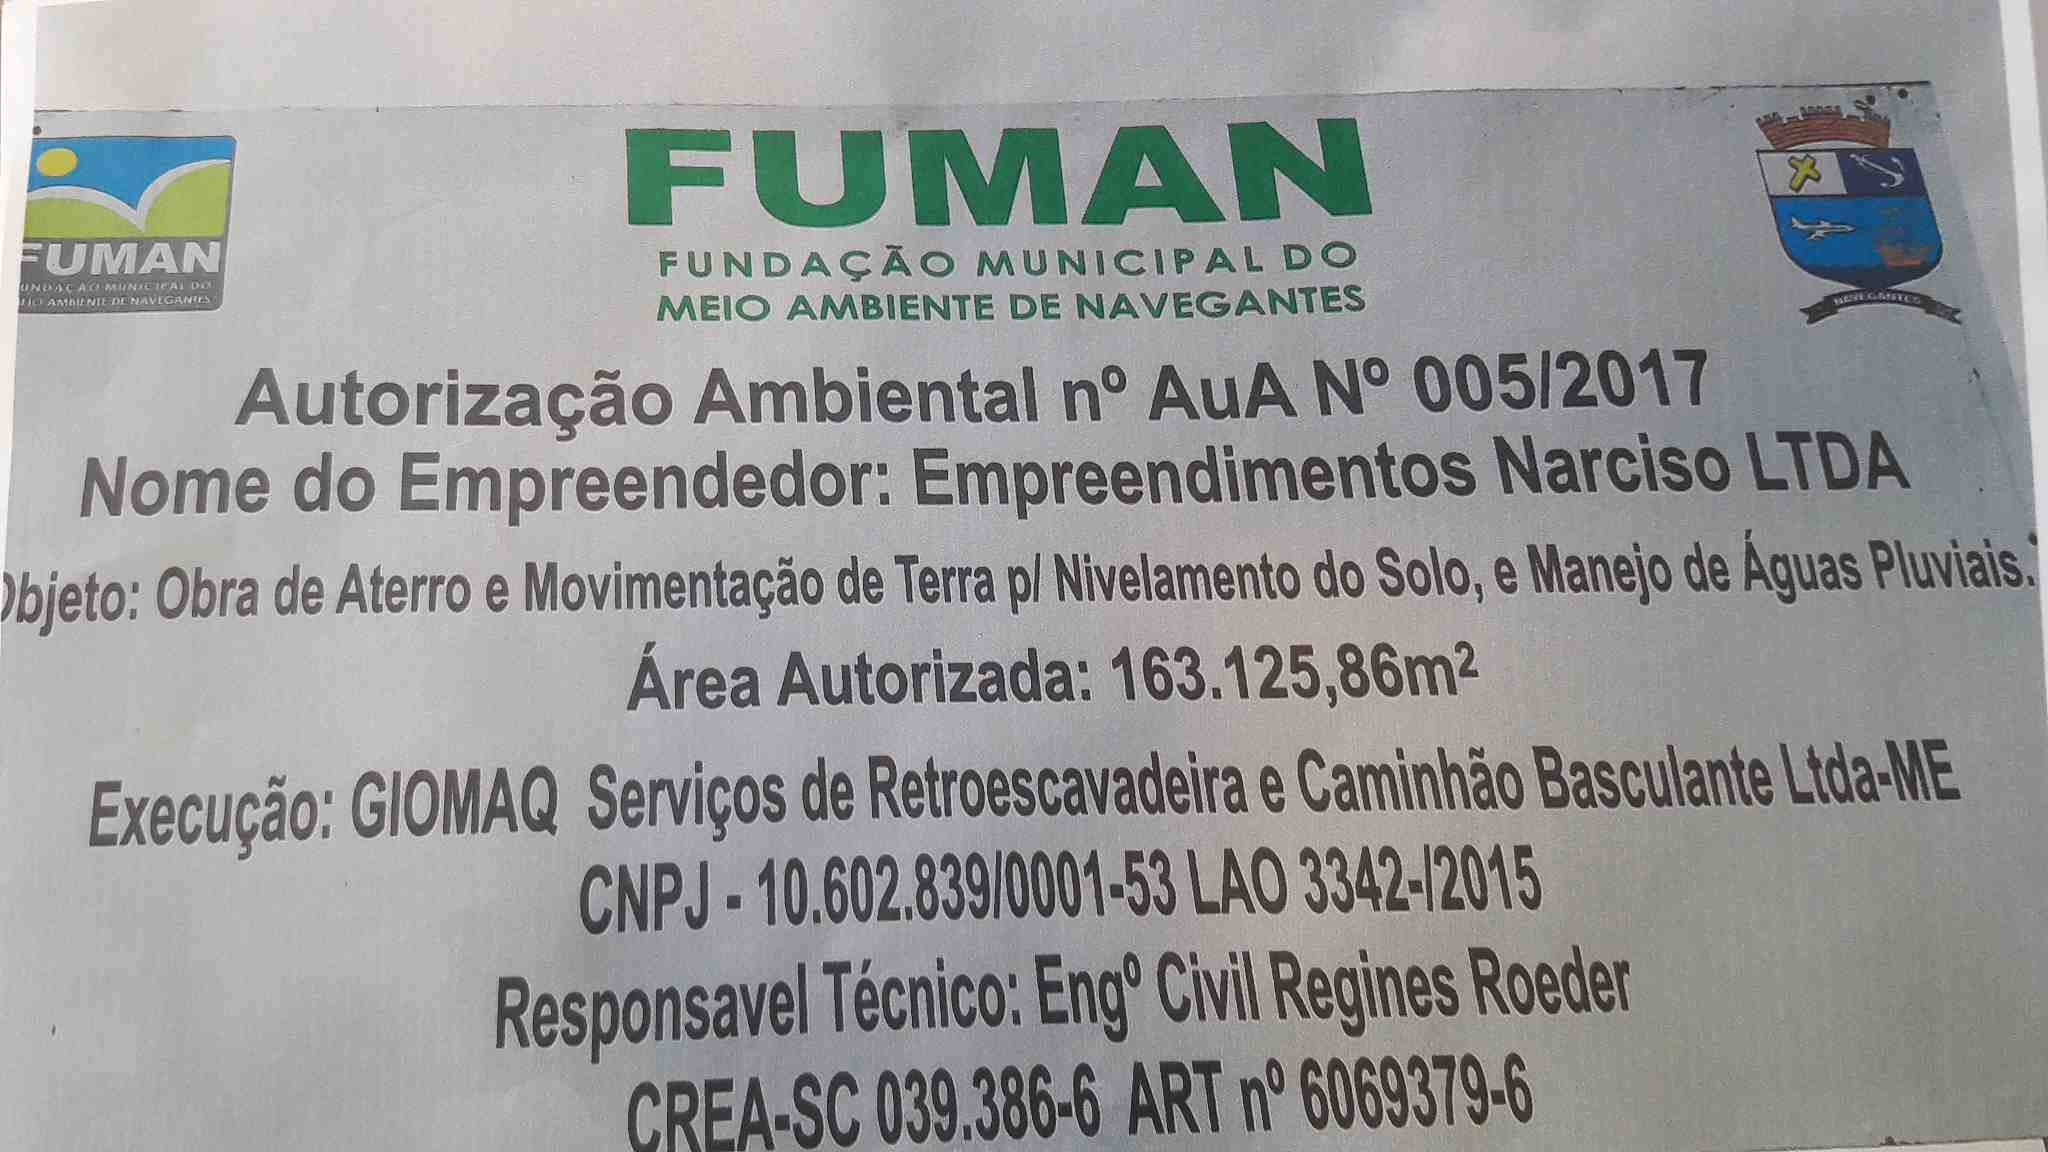 FUMAN
FUNDAÇÃO MUNICIPAL DO
MEIO AMBIENTE DE NAVEGANTES
FUMAN
FUNDAÇÃO MUNICIPAL DO
MEIO AMBIENTE DE NAVEGANTES
NAVEGANTES
Autorização Ambiental nº AuA Nº 005/2017
Nome do Empreendedor: Empreendimentos Narciso LTDA
Objeto: Obra de Aterro e Movimentação de Terra p/ Nivelamento do Solo, e Manejo de Águas Pluviais.
Área Autorizada: 163.125,86m²
Execução: GIOMAQ Serviços de Retroescavadeira e Caminhão Basculante Ltda-ME
CNPJ - 10.602.839/0001-53 LAO 3342-/2015
Responsavel Técnico: Engº Civil Regines Roeder
CREA-SC 039.386-6 ART nº 6069379-6